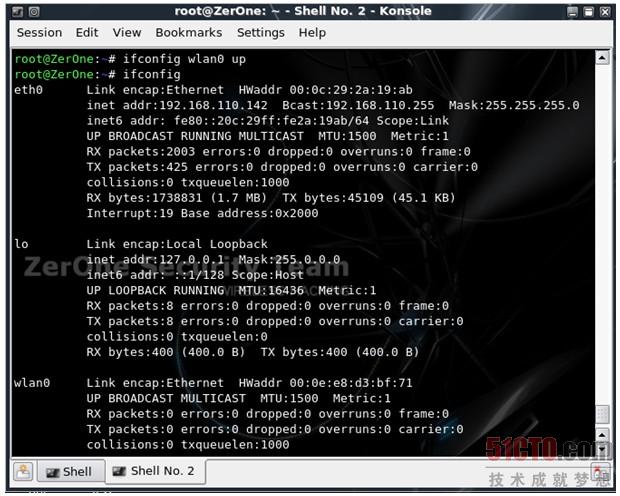 root@ZerOne: ~ - Shell No. 2 - Konsole
Session Edit View Bookmarks Settings Help
root@ZerOne:~# ifconfig wlan0 up
root@ZerOne:~# ifconfig
eth0 Link encap:Ethernet HWaddr 00:0c:29:2a:19:ab
inet addr:192.168.110.142 Bcast:192.168.110.255 Mask:255.255.255.0
inet6 addr: fe80::20c:29ff:fe2a:19ab/64 Scope:Link
UP BROADCAST RUNNING MULTICAST MTU:1500 Metric:1
RX packets:2003 errors:0 dropped:0 overruns:0 frame:0
TX packets:425 errors:0 dropped:0 overruns:0 carrier:0
collisions:0 txqueuelen:1000
RX bytes:1738831 (1.7 MB) TX bytes:45109 (45.1 KB)
Interrupt:19 Base address:0x2000
lo Link encap:Local Loopback
inet addr:127.0.0.1 Mask:255.0.0.0
ZerOne Security Team
inet6 addr: ::1/128 Scope:Host
UP LOOPBACK RUNNING MTU:16436 Metric:1
RX packets:8 errors:0 dropped:0 overruns:0 frame:0
TX packets:8 errors:0 dropped:0 overruns:0 carrier:0
collisions:0 txqueuelen:0
RX bytes:400 (400.0 B) TX bytes:400 (400.0 B)
wlan0 Link encap:Ethernet HWaddr 00:0e:e8:d3:bf:71
UP BROADCAST MULTICAST MTU:1500 Metric:1
RX packets:0 errors:0 dropped:0 overruns:0 frame:0
TX packets:0 errors:0 dropped:0 overruns:0 carrier:0
collisions:0 txqueuelen:1000
51CTO.com
技术成就梦想
Shell Shell No. 2